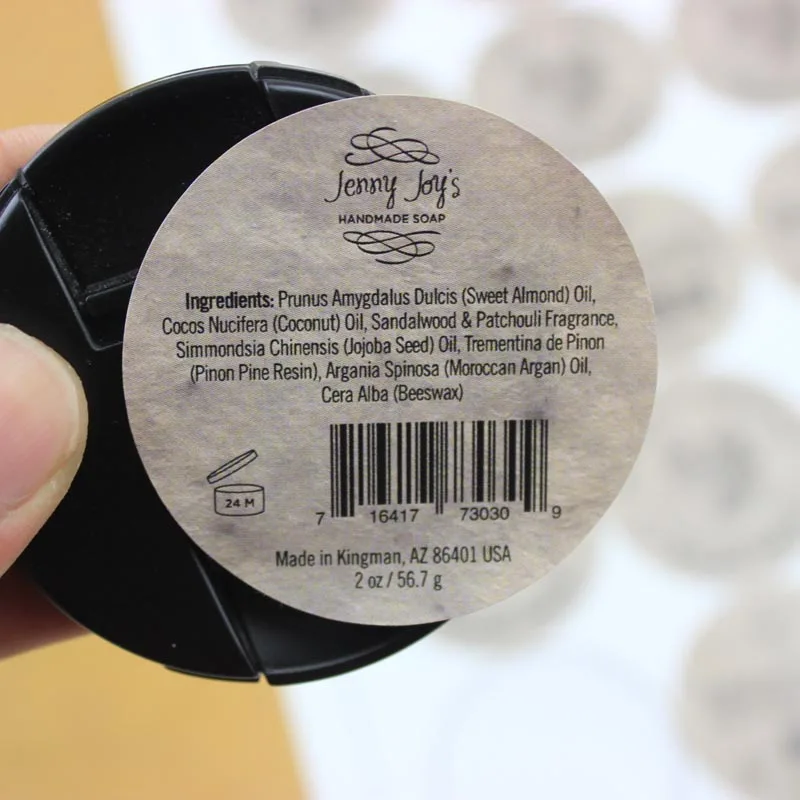 Jenny Joy's
HANDMADE SOAP
Ingredients: Prunus Amygdalus Dulcis (Sweet Almond) Oil,
Cocos Nucifera (Coconut) Oil, Sandalwood & Patchouli Fragrance,
Simmondsia Chinensis (Jojoba Seed) Oil, Trementina de Pinon
(Pinon Pine Resin), Argania Spinosa (Moroccan Argan) Oil,
Cera Alba (Beeswax)
24 M
7 16417 73030 9
Made in Kingman, AZ 86401 USA
2 oz / 56.7 g